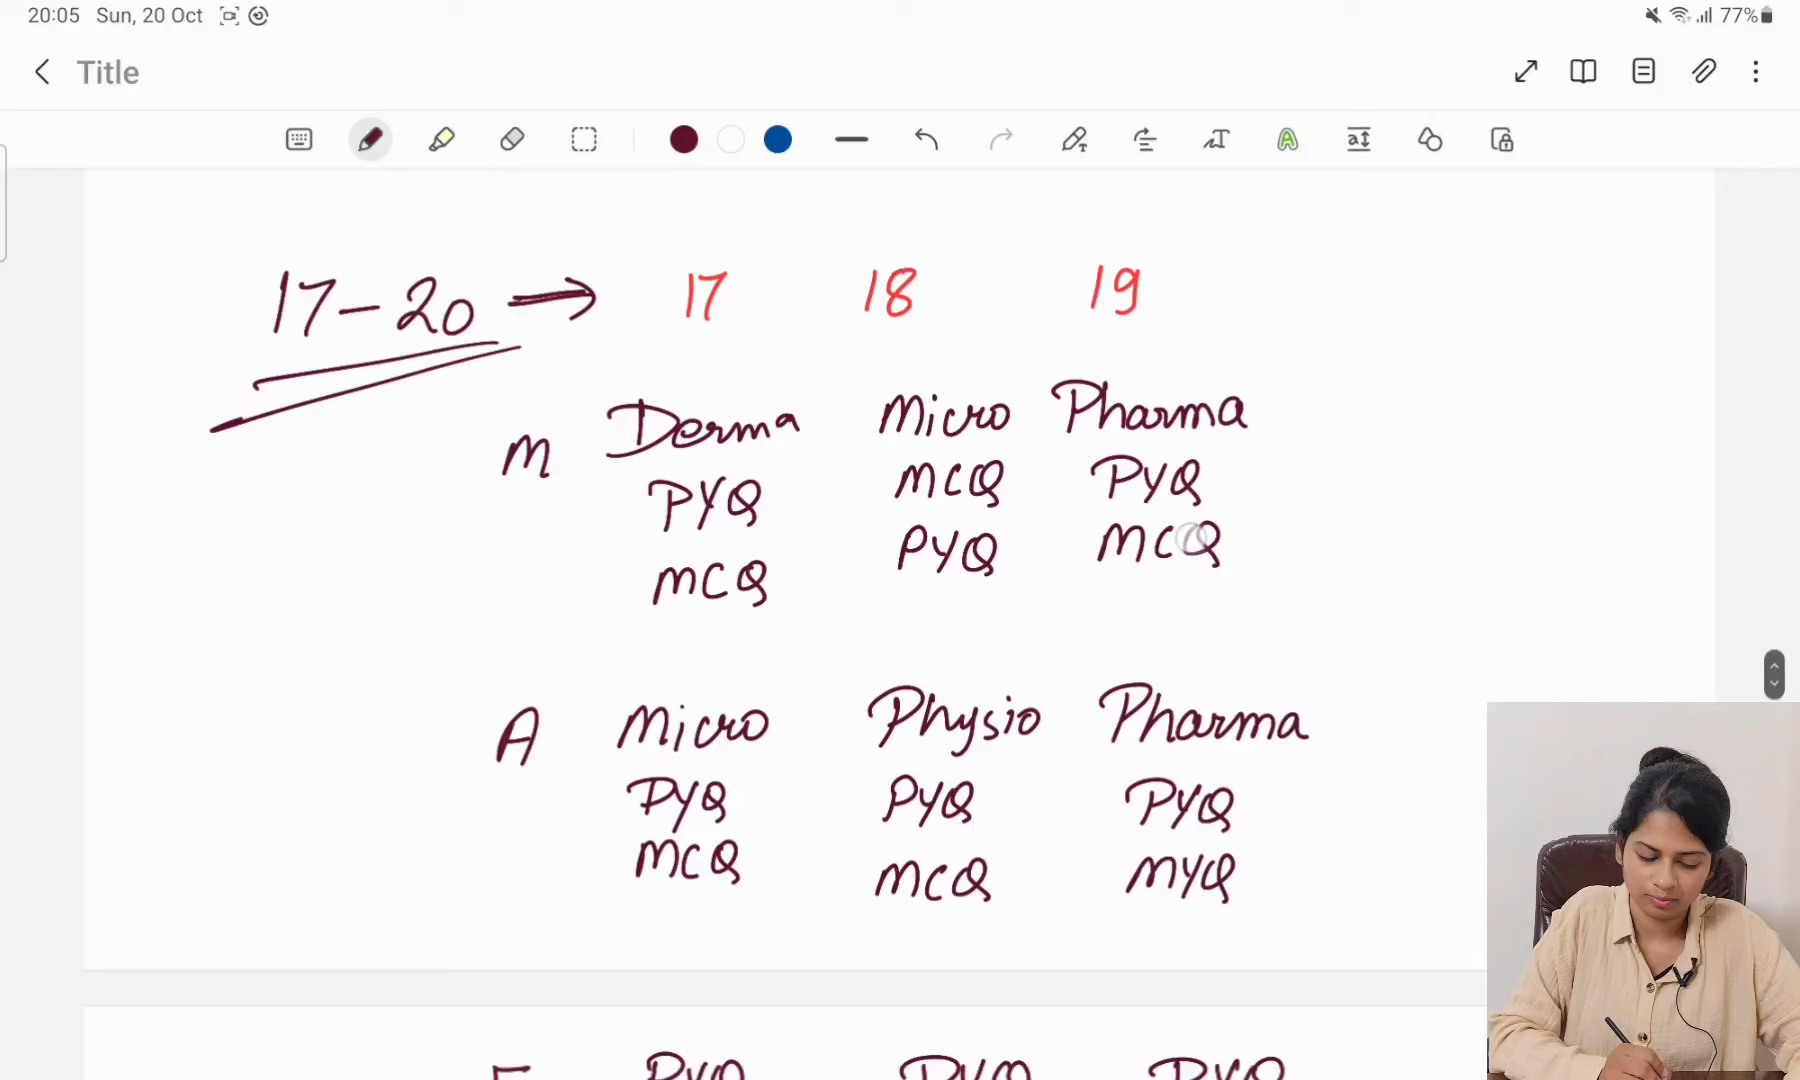 20:05 Sun, 20 Oct 77%
Title
17-20 → 17 18 19
M Derma Micro Pharma
PYQ MCQ PYQ
MCQ PYQ MCQ
A Micro Physio Pharma
PYQ PYQ PYQ
MCQ MCQ MYQ